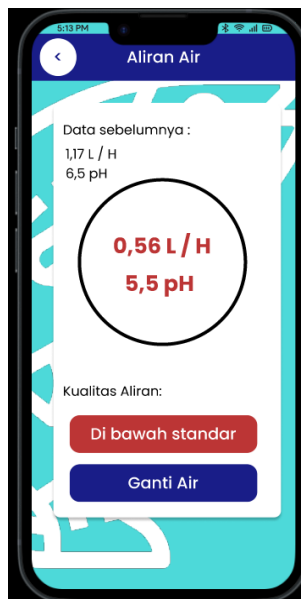 5:13 PM
Aliran Air
Data sebelumnya :
1,17 L / H
6,5 pH
0,56 L / H
5,5 pH
Kualitas Aliran:
Di bawah standar
Ganti Air